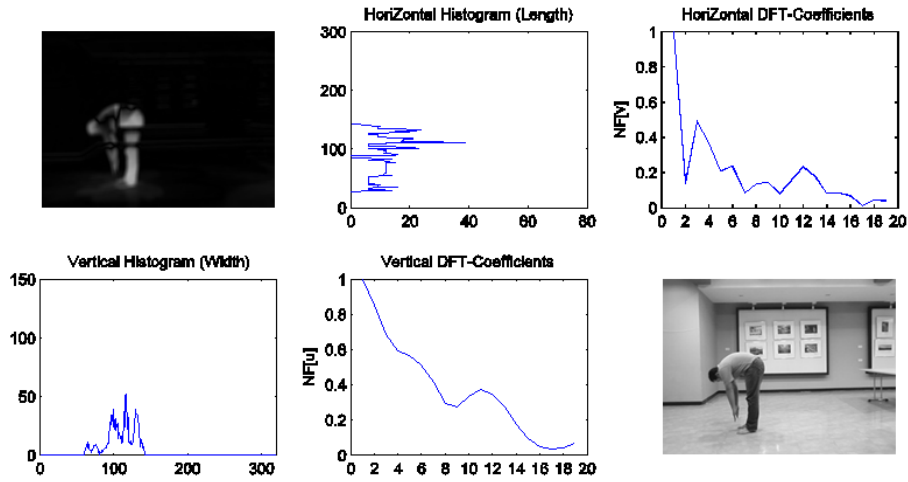 HoriZontal Histogram (Length)
300
200
100
0
0 20 40 60 80
HoriZontal DFT-Coefficients
NF[v]
1
0.8
0.6
0.4
0.2
0
0 2 4 6 8 10 12 14 16 18 20
Vertical Histogram (Width)
150
100
50
0
0 100 200 300
Vertical DFT-Coefficients
NF[u]
1
0.8
0.6
0.4
0.2
0
0 2 4 6 8 10 12 14 16 18 20